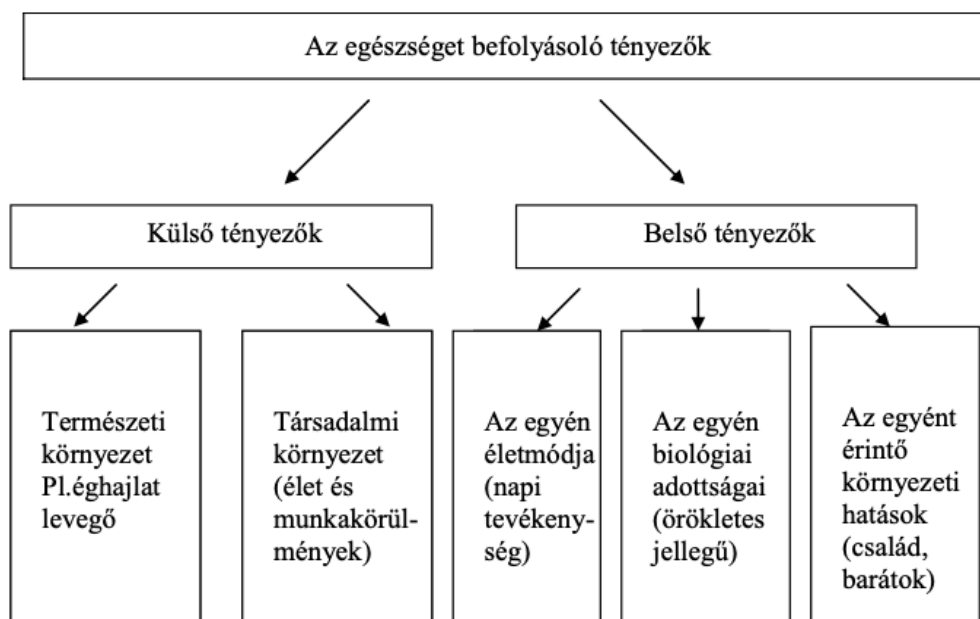 Az egészséget befolyásoló tényezők
Külső tényezők
Belső tényezők
Természeti
környezet
Pl.éghajlat
levegő
Társadalmi
környezet
(élet és
munkakörül-
mények)
Az egyén
életmódja
(napi
tevékeny-
ség)
Az egyén
biológiai
adottságai
(örökletes
jellegű)
Az egyént
érintő
környezeti
hatások
(család,
barátok)